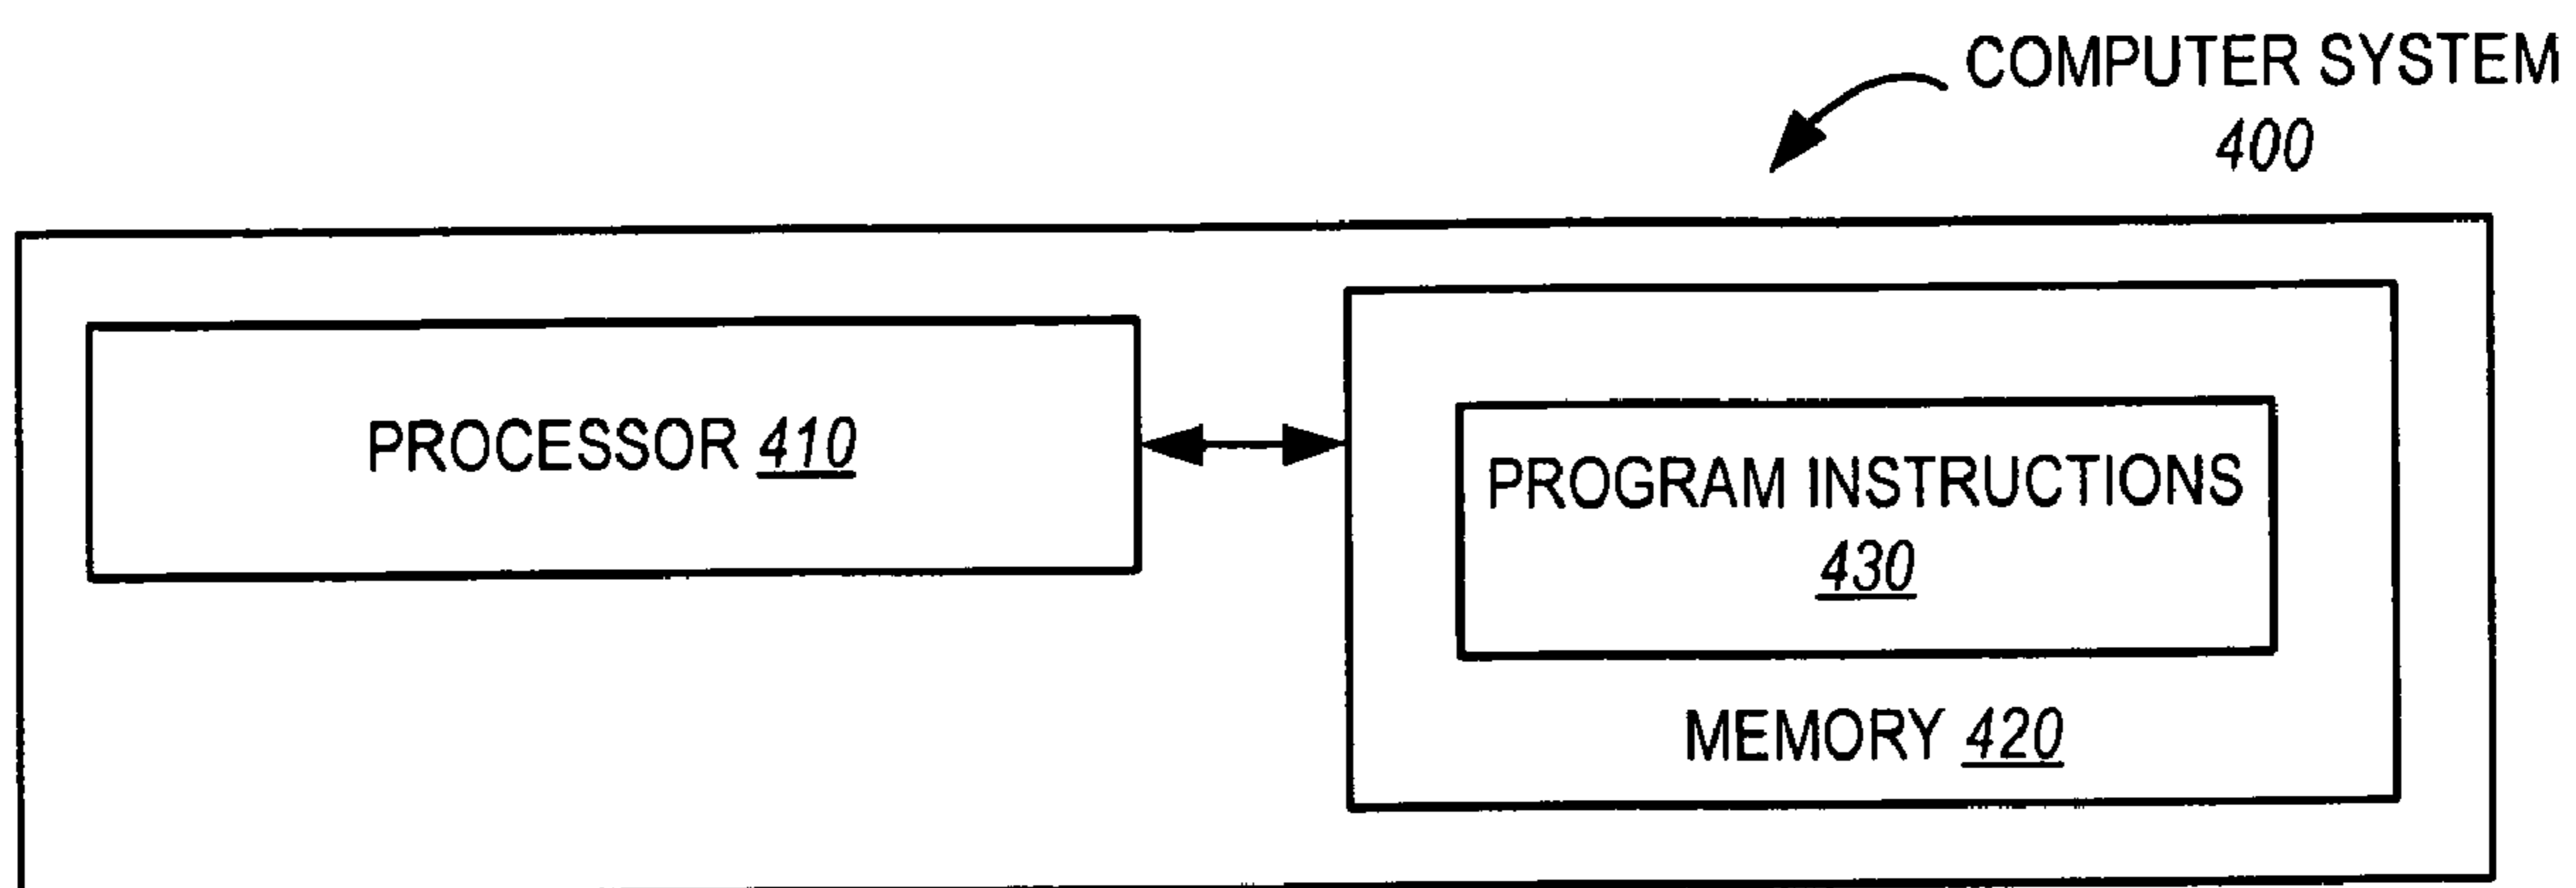 COMPUTER SYSTEM
400
PROCESSOR 410
PROGRAM INSTRUCTIONS
430
MEMORY 420